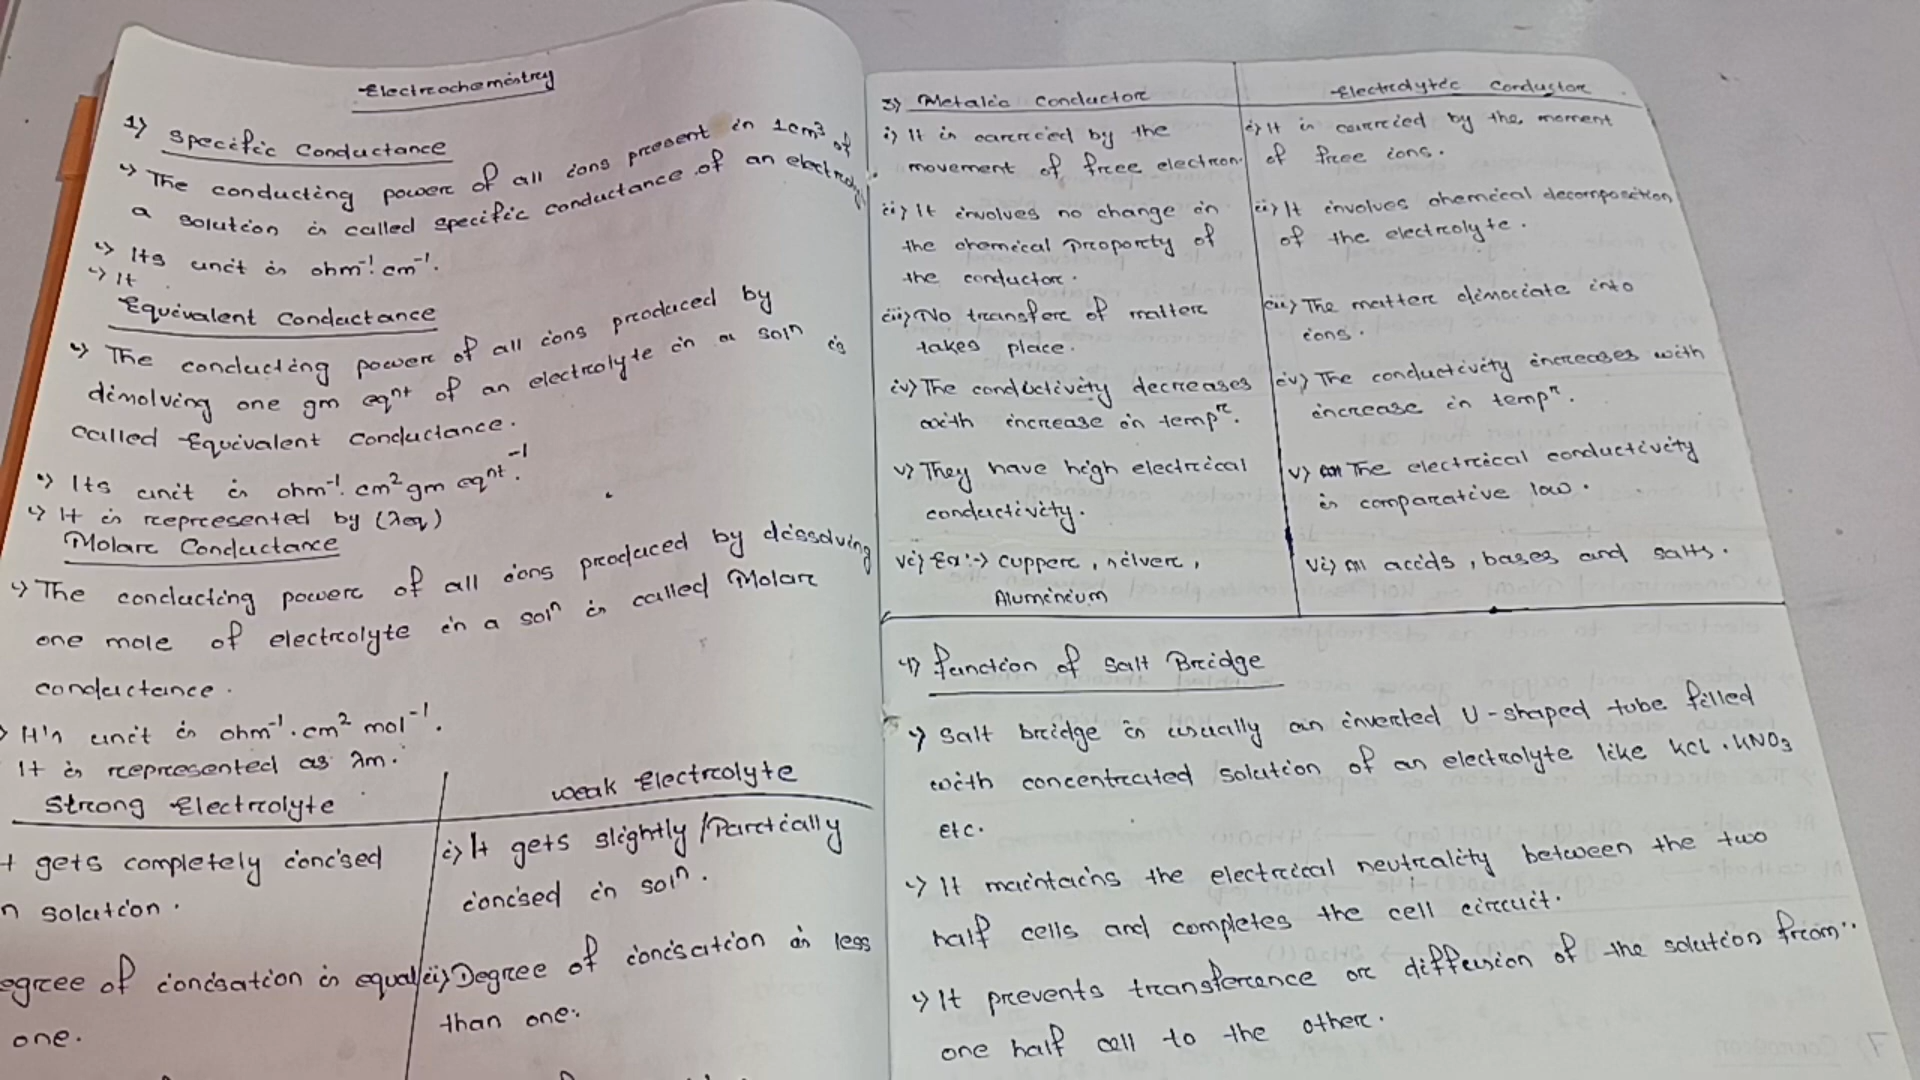 Electrochemistry
1) Specific Conductance
↳ The conducting power of all ions present in 1cm³ of
a solution is called specific conductance of an
↳ Its unit is ohm⁻¹. cm⁻¹.
↳ It
Equivalent Conductance
↳ The conducting power of all ions produced by
dissolving one gm eqnt of an electrolyte in a solⁿ is
called Equivalent Conductance.
↳ Its unit is ohm⁻¹. cm² gm eqnt⁻¹.
↳ It is represented by (λeq)
Molar Conductance
↳ The conducting power of all ions produced by dissolving
one mole of electrolyte in a solⁿ is called Molar
conductance.
It's unit is ohm⁻¹. cm² mol⁻¹.
It is represented as λm.
Strong Electrolyte
t gets completely ionised
n solution.
egree of ionisation is equal
one.
weak Electrolyte
i) It gets slightly/Partially
ionised in solⁿ.
ii) Degree of ionisation is less
than one.
3) Metalic Conductor
i) It is carried by the
movement of free electron.
ii) It involves no change in
the chemical Proporty of
the conductor.
iii) No transfer of matter
takes place.
iv) The conductivity decreases
with increase in tempʳ.
v) They have high electrical
conductivity.
vi) Ex:→ cupper, silver,
Aluminium
Electrolytic Conductor
i) It is carried by the moment
of free ions.
ii) It involves chemical decomposition
of the electrolyte.
iii) The matter dissociate into
ions.
iv) The conductivity increases with
increase in tempʳ.
v) The electrical conductivity
is comparative low.
vi) All acids, bases and salts.
4) function of Salt Bridge
↳ Salt bridge is usually an inverted U-shaped tube filled
with concentrated solution of an electrolyte like KCl. KNO₃
etc.
↳ It maintains the electrical neutrality between the two
half cells and completes the cell circuit.
↳ It prevents transference or diffusion of the solution from
one half cell to the other.